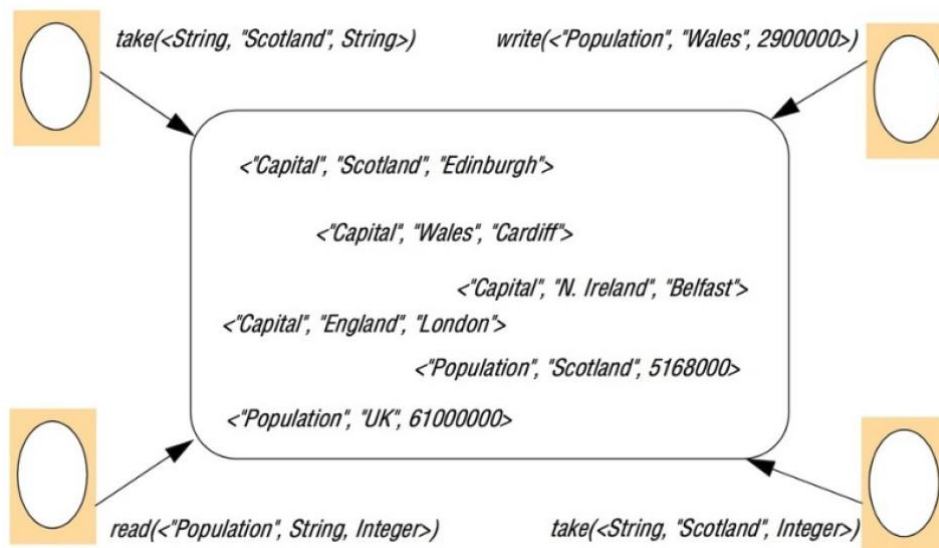 take(<String, "Scotland", String>)
write(<"Population", "Wales", 2900000>)
<"Capital", "Scotland", "Edinburgh">
<"Capital", "Wales", "Cardiff">
<"Capital", "N. Ireland", "Belfast">
<"Capital", "England", "London">
<"Population", "Scotland", 5168000>
<"Population", "UK", 61000000>
read(<"Population", String, Integer>)
take(<String, "Scotland", Integer>)